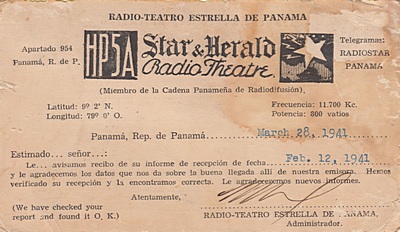 RADIO-TEATRO ESTRELLA DE PANAMA
Apartado 954
Panamá, R. de P.
HP5A
Star & Herald
Radio Theatre
Telegramas:
RADIOSTAR
PANAMÁ
(Miembro de la Cadena Panameña de Radiodifusión)
Latitud: 9º 2' N.
Longitud: 79º 0' O.
Frecuencia: 11.700 Kc.
Potencia: 800 vatios
Panamá, Rep. de Panamá March 28, 1941
Estimado ... señor...:
Le... avisamos recibo de su informe de recepción de fecha Feb. 12, 1941
y le agradecemos los datos que nos da sobre la buena llegada allí de nuestra emisora. Hemos
verificado su recepción y la encontramos correcta. Le agradecemos nuevos informes.
Atentamente,
(We have checked your
report and found it O, K.)
RADIO-TEATRO ESTRELLA DE PANAMA,
Administrador.